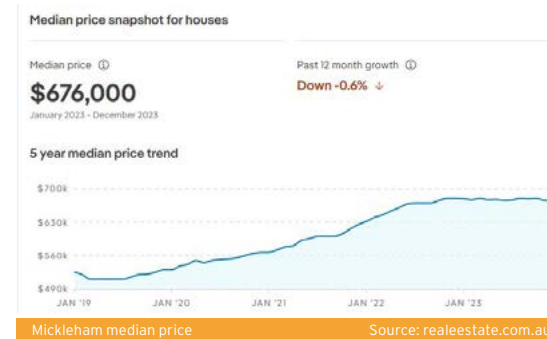 Median price snapshot for houses
Median price ⓘ
Past 12 month growth ⓘ
$676,000
Down -0.6% ↓
January 2023 - December 2023
5 year median price trend
$700k
$630k
$560k
$490k
JAN '19 JAN '20 JAN '21 JAN '22 JAN '23
Mickleham median price
Source: realeestate.com.au